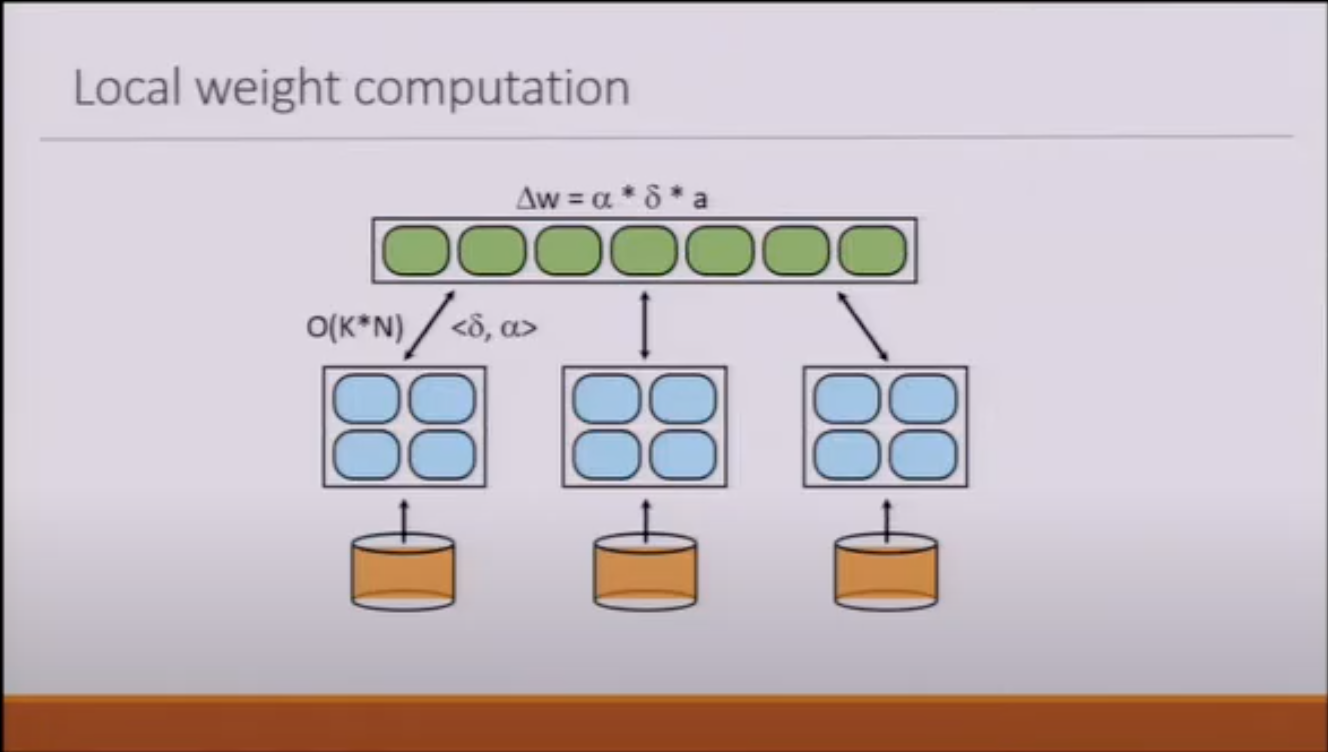 Local weight computation
Δw = α * δ * a
O(K*N)
<δ, α>